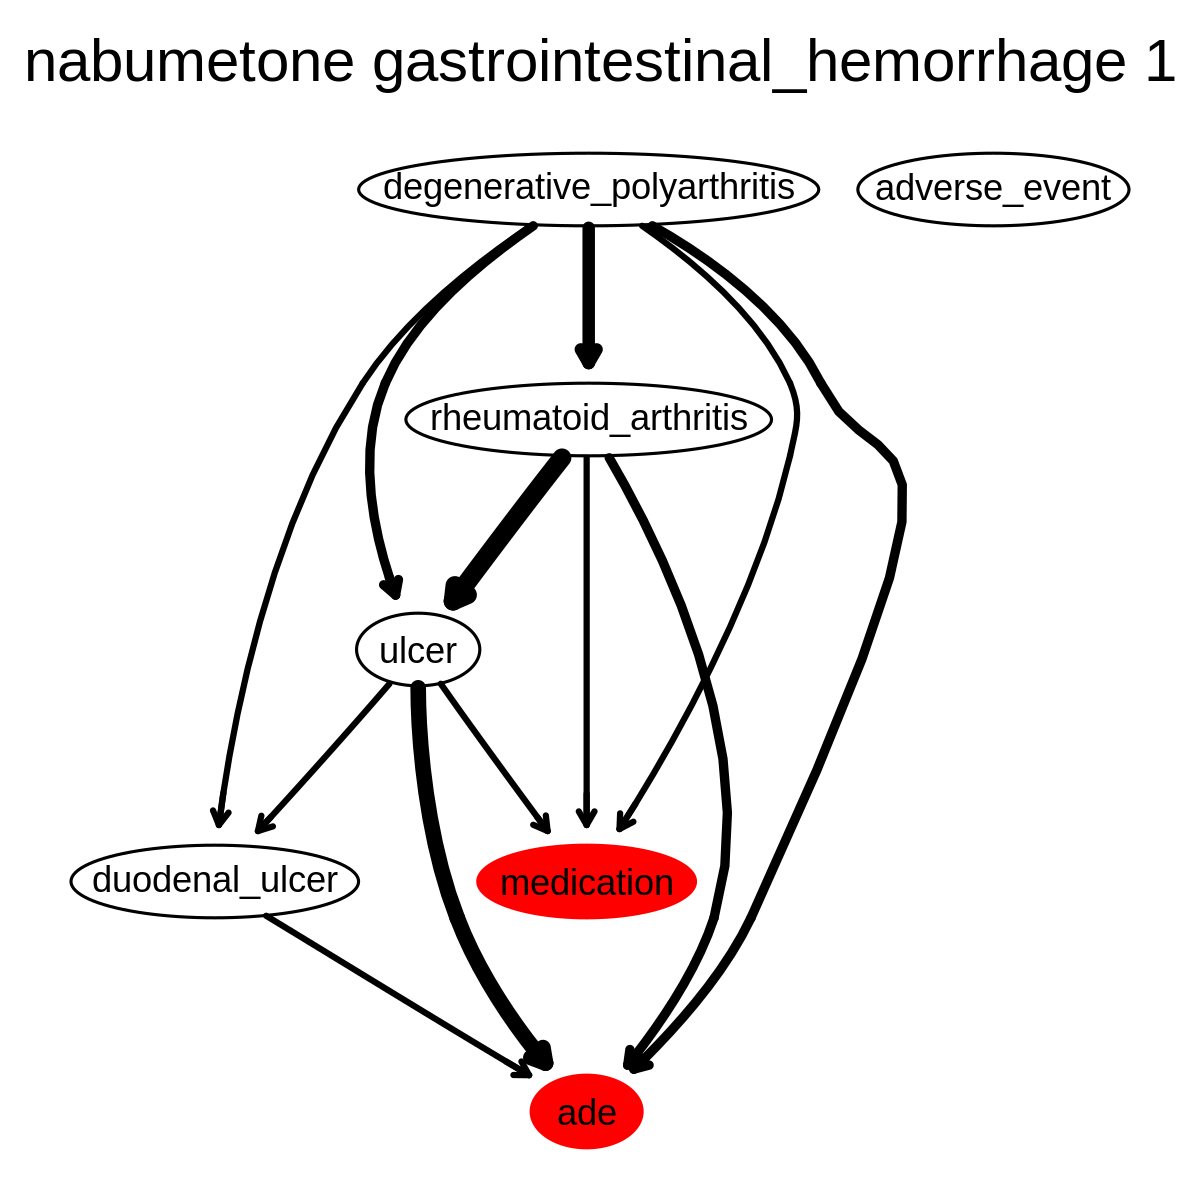 nabumetone gastrointestinal_hemorrhage 1
degenerative_polyarthritis
adverse_event
rheumatoid_arthritis
ulcer
duodenal_ulcer
medication
ade